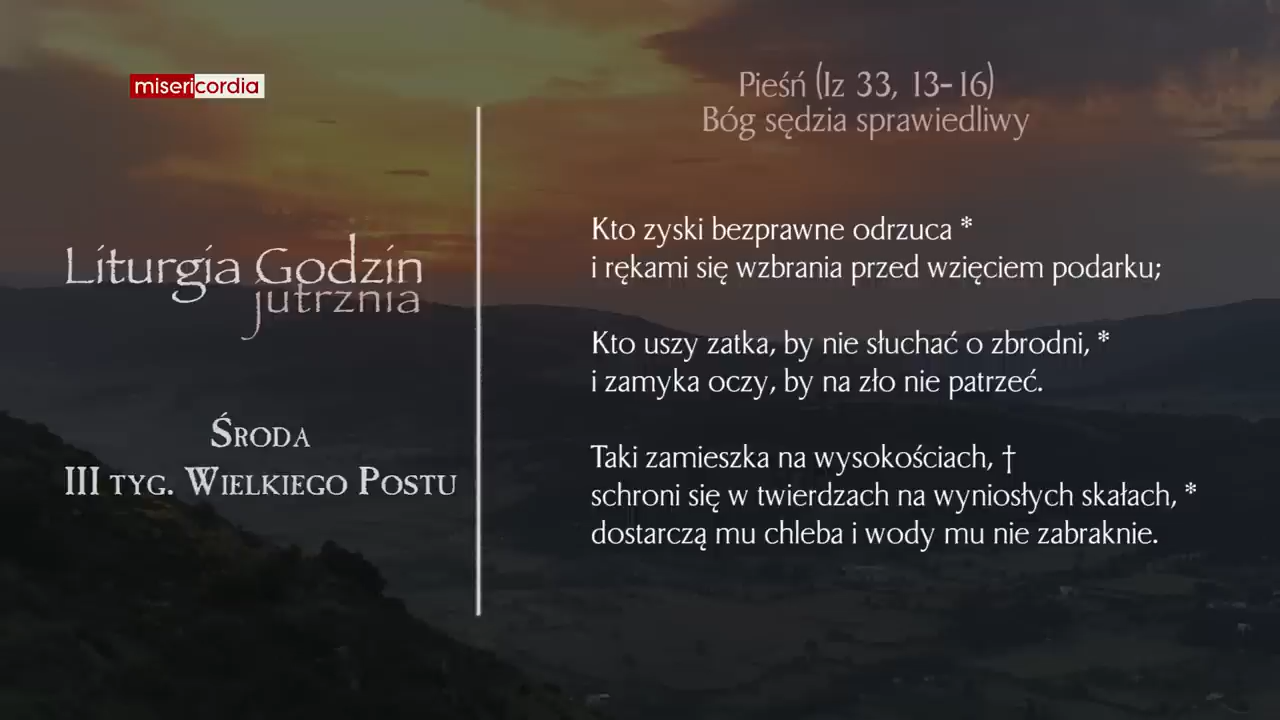 misericordia
Liturgia Godzin
jutrznia
Środa
III tyg. Wielkiego Postu
Pieśń (Iz 33, 13-16)
Bóg sędzia sprawiedliwy
Kto zyski bezprawne odrzuca *
i rękami się wzbrania przed wzięciem podarku;
Kto uszy zatka, by nie słuchać o zbrodni, *
i zamyka oczy, by na zło nie patrzeć.
Taki zamieszka na wysokościach, †
schroni się w twierdzach na wyniosłych skałach, *
dostarczą mu chleba i wody mu nie zabraknie.